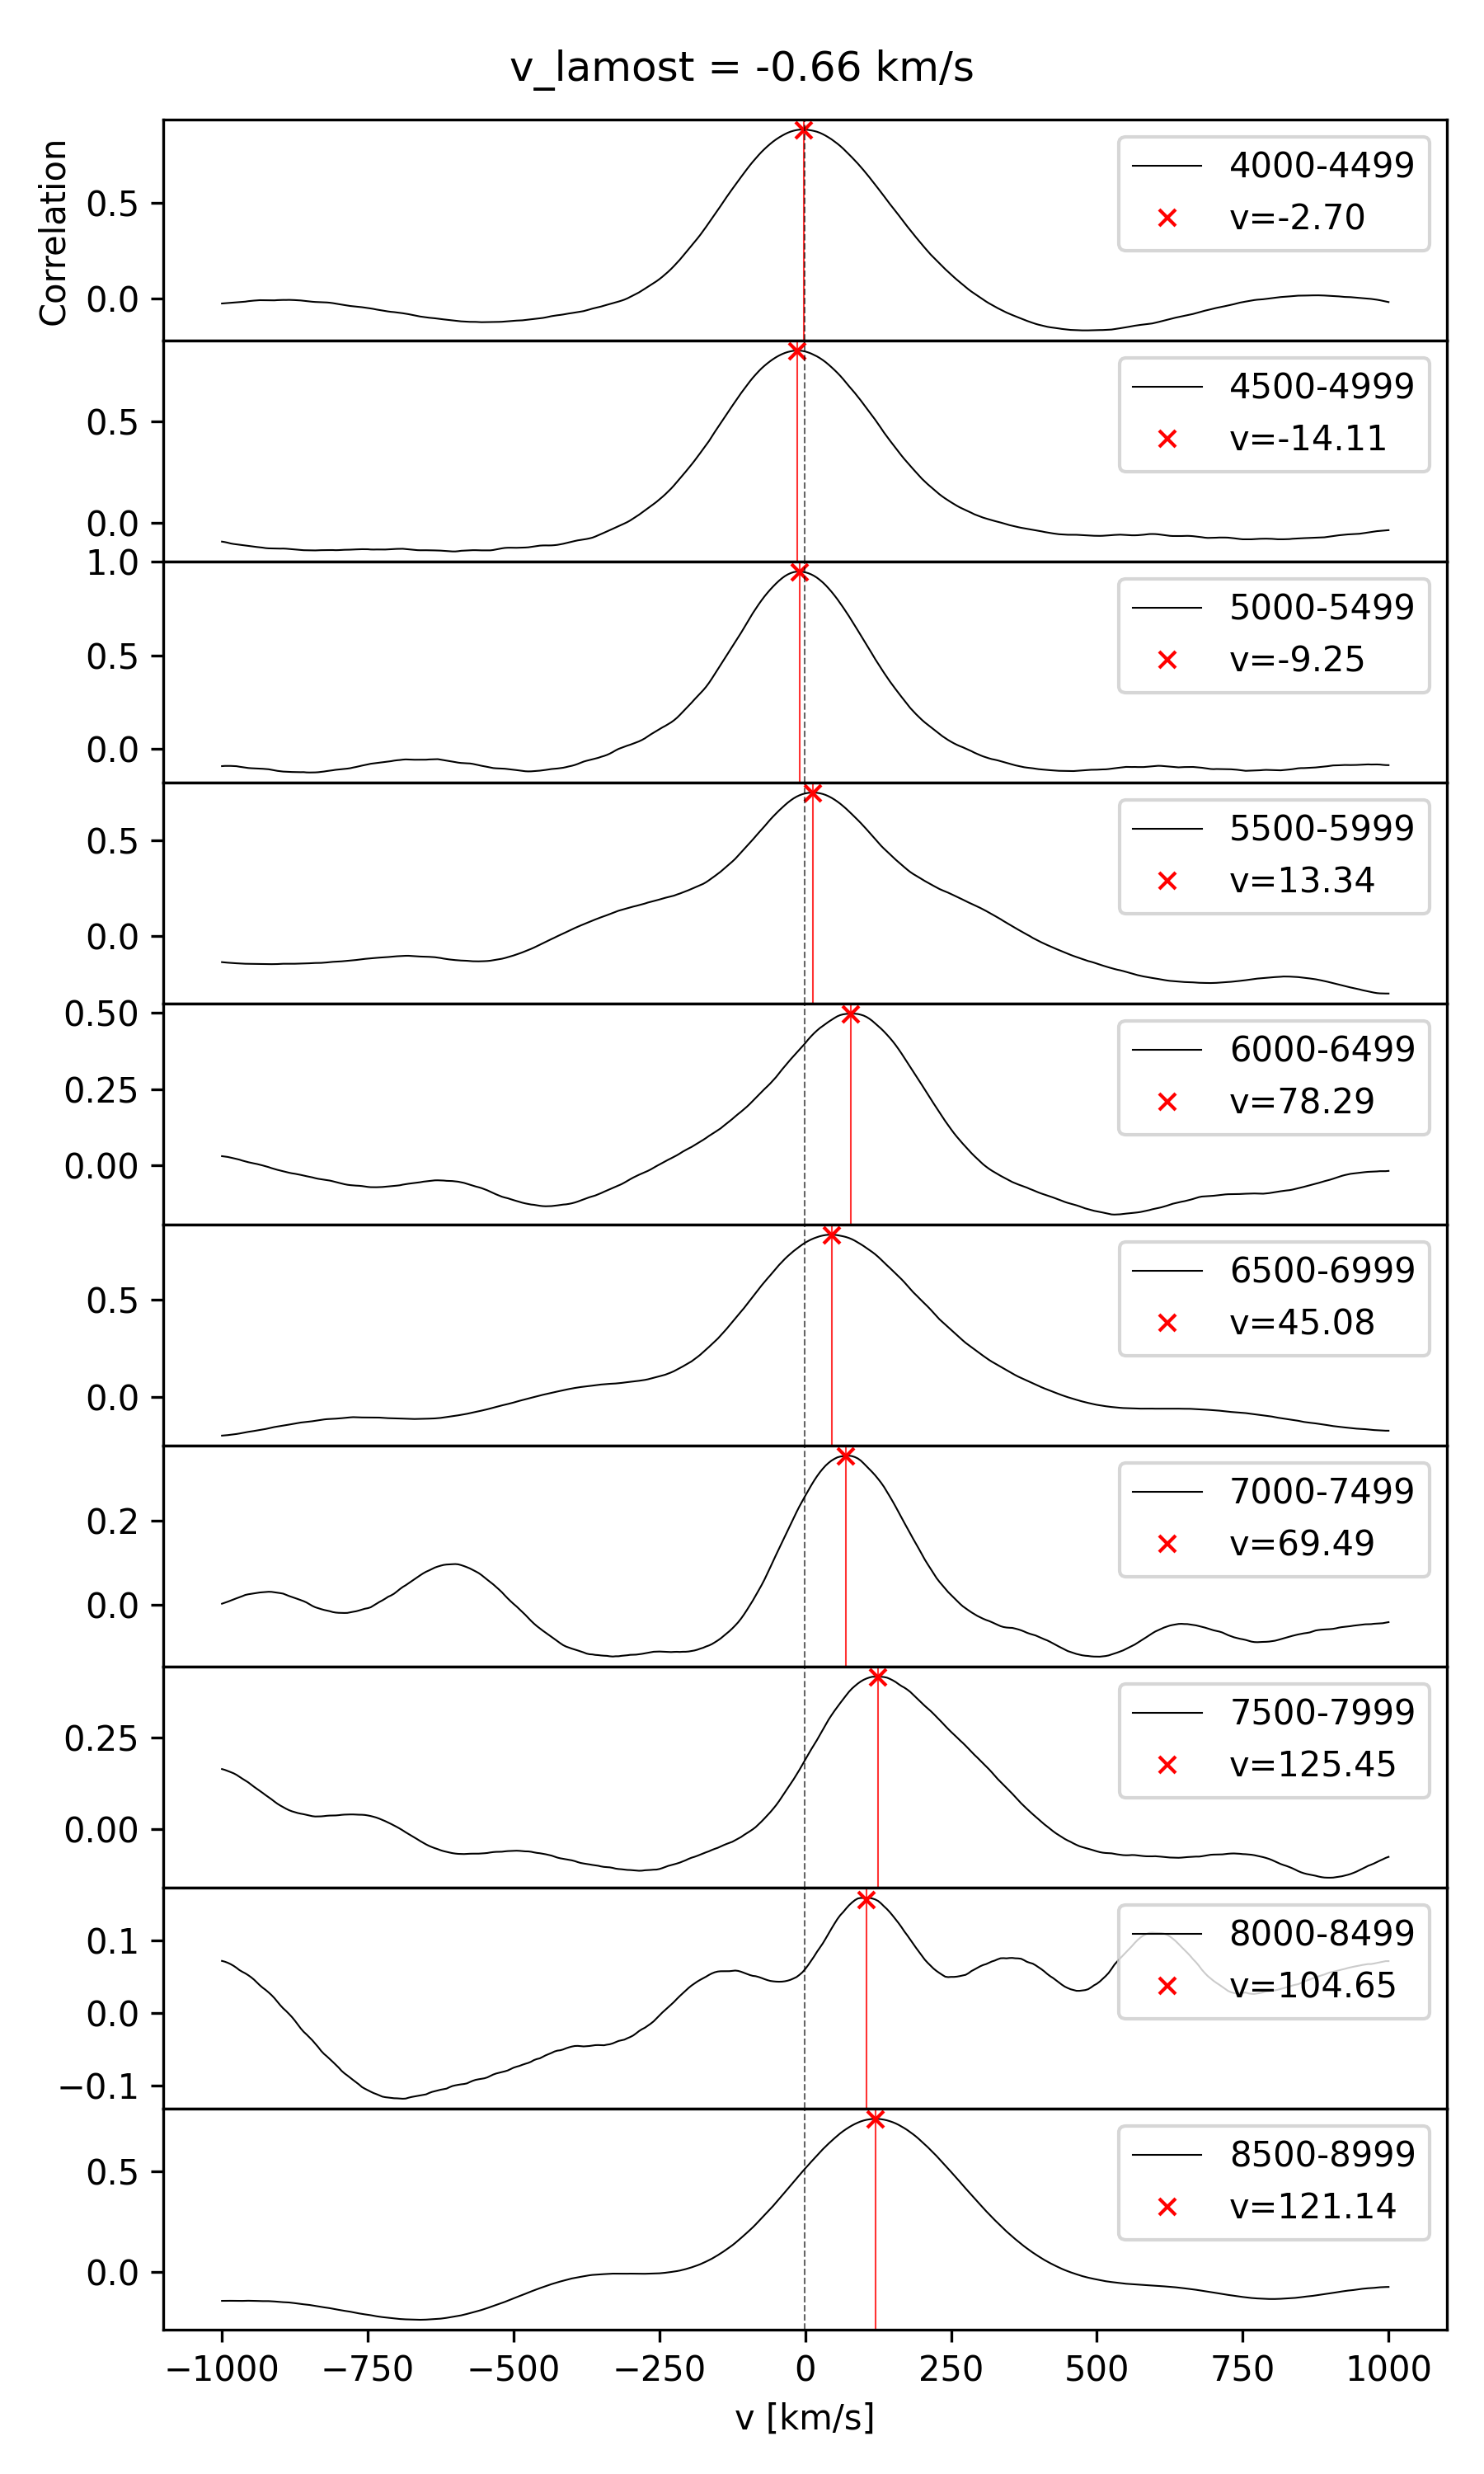 v_lamost = -0.66 km/s
Correlation
0.5
0.0
4000-4499
v=-2.70
0.5
0.0
4500-4999
v=-14.11
1.0
0.5
0.0
5000-5499
v=-9.25
0.5
0.0
5500-5999
v=13.34
0.50
0.25
0.00
6000-6499
v=78.29
0.5
0.0
6500-6999
v=45.08
0.2
0.0
7000-7499
v=69.49
0.25
0.00
7500-7999
v=125.45
0.1
0.0
−0.1
8000-8499
v=104.65
0.5
0.0
8500-8999
v=121.14
−1000 −750 −500 −250 0 250 500 750 1000
v [km/s]